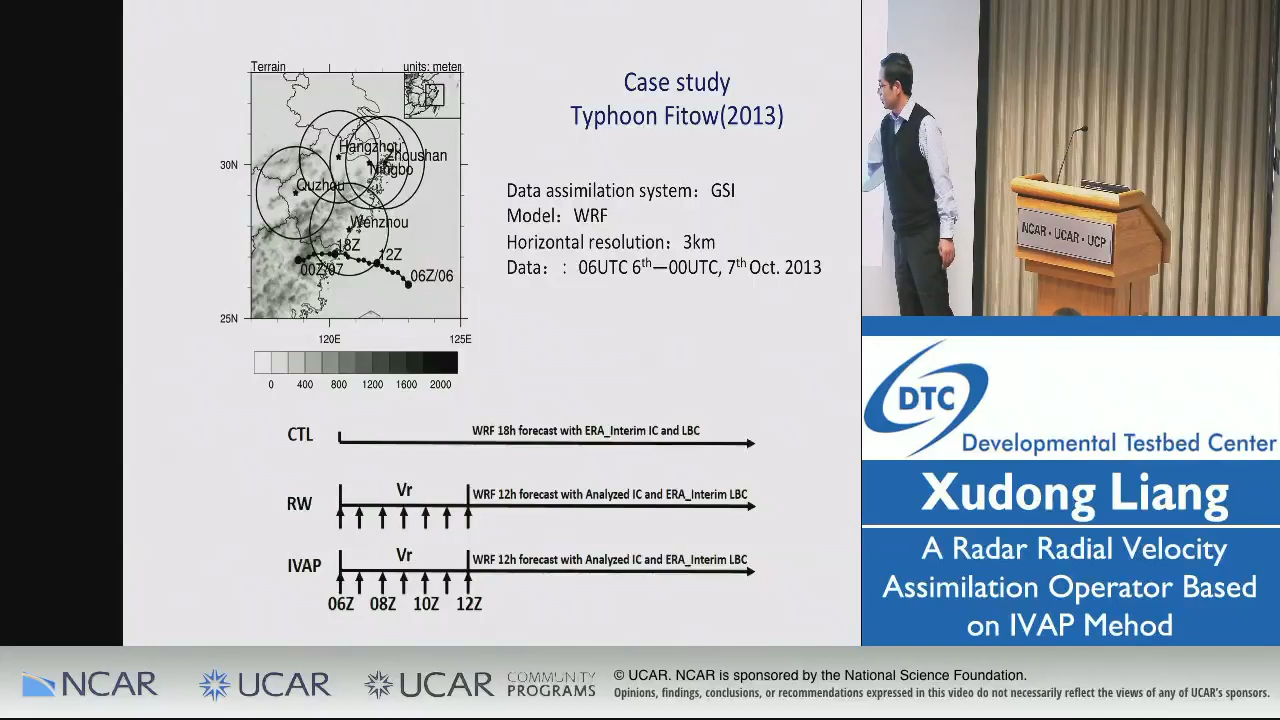 Terrain
units: meter
Case study
Typhoon Fitow(2013)
30N
25N
120E
125E
Hangzhou
Zhoushan
Ningbo
Quzhou
Wenzhou
18Z
12Z
00Z/07
06Z/06
0 400 800 1200 1600 2000
Data assimilation system: GSI
Model: WRF
Horizontal resolution: 3km
Data: : 06UTC 6th—00UTC, 7th Oct. 2013
CTL
WRF 18h forecast with ERA_Interim IC and LBC
RW
Vr
WRF 12h forecast with Analyzed IC and ERA_Interim LBC
IVAP
Vr
WRF 12h forecast with Analyzed IC and ERA_Interim LBC
06Z 08Z 10Z 12Z
NCAR • UCAR • UCP
DTC
Developmental Testbed Center
Xudong Liang
A Radar Radial Velocity
Assimilation Operator Based
on IVAP Mehod
NCAR
UCAR
UCAR
COMMUNITY
PROGRAMS
© UCAR. NCAR is sponsored by the National Science Foundation.
Opinions, findings, conclusions, or recommendations expressed in this video do not necessarily reflect the views of any of UCAR's sponsors.